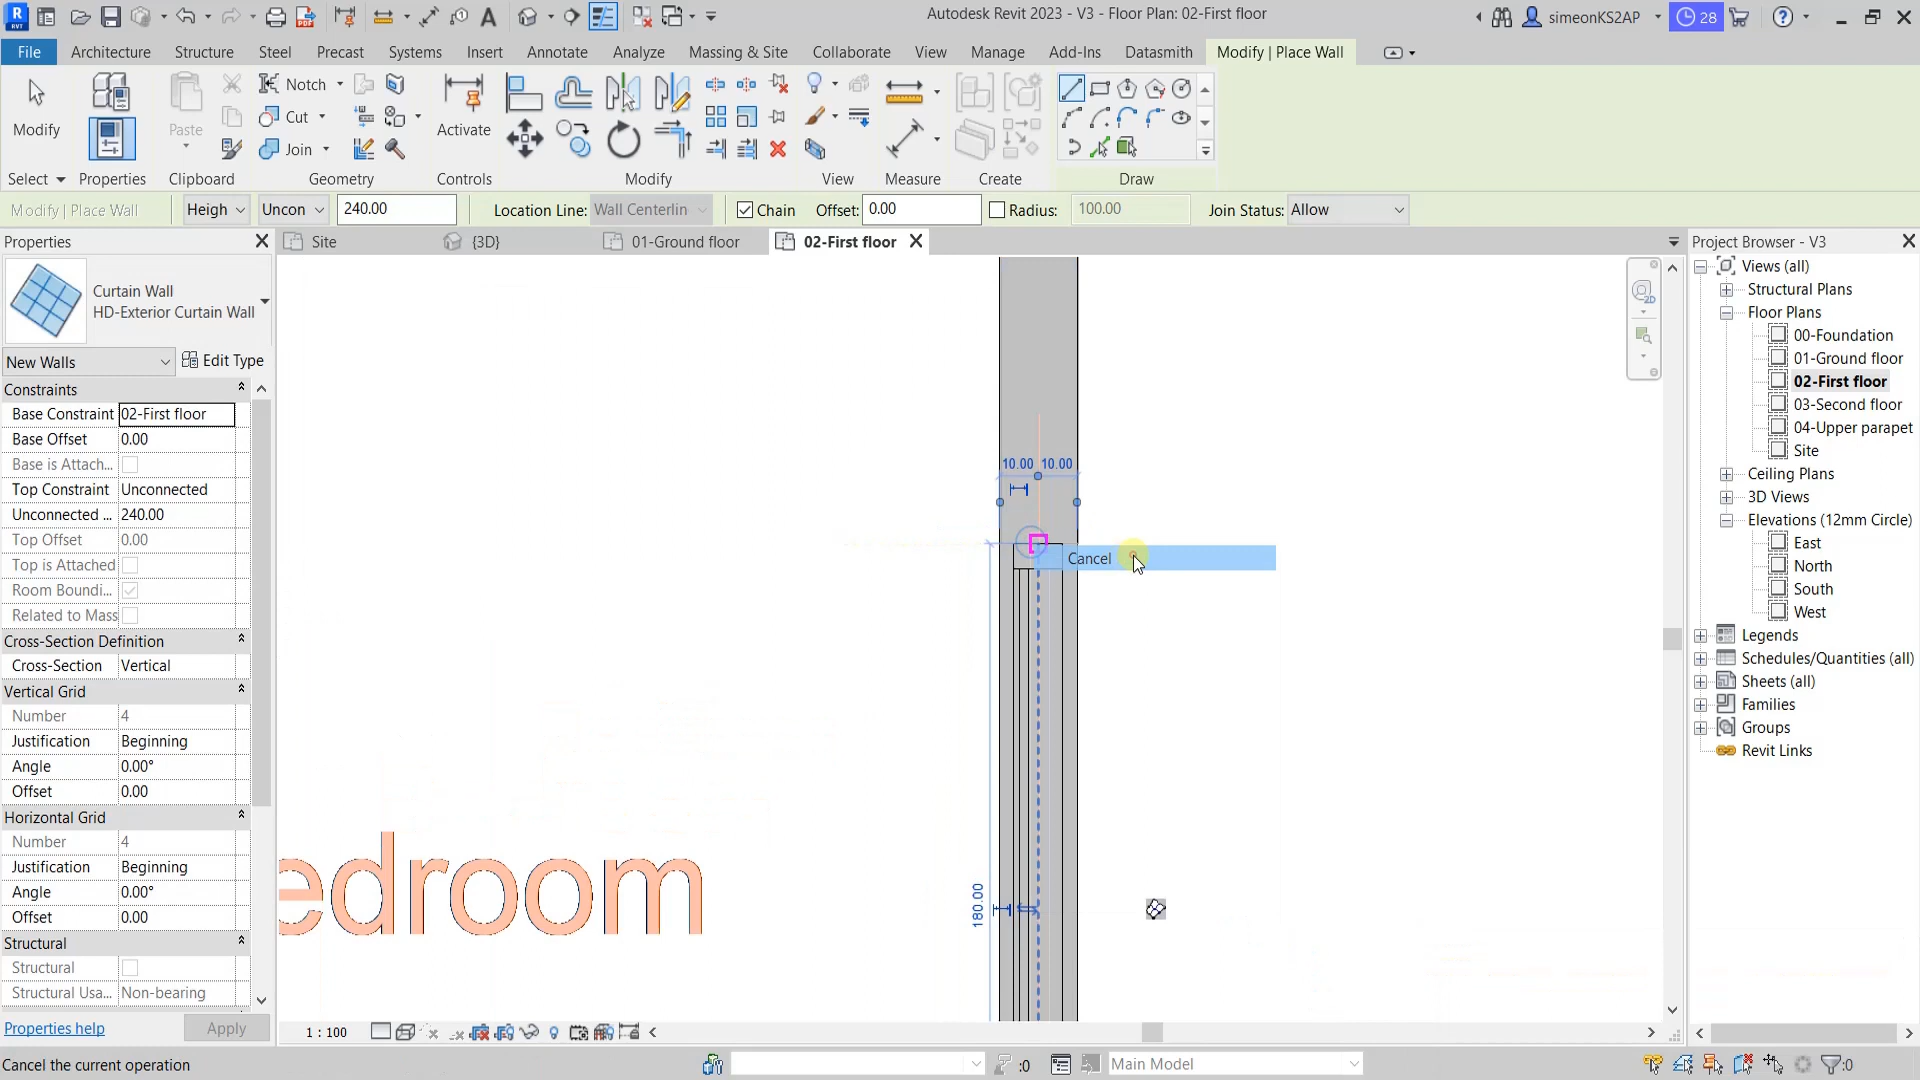 Autodesk Revit 2023 - V3 - Floor Plan: 02-First floor
simeonKS2AP
28
File
Architecture
Structure
Steel
Precast
Systems
Insert
Annotate
Analyze
Massing & Site
Collaborate
View
Manage
Add-Ins
Datasmith
Modify | Place Wall
Modify
Paste
Notch
Cut
Join
Activate
Select
Properties
Clipboard
Geometry
Controls
Modify
View
Measure
Create
Draw
Modify | Place Wall
Heigh
Uncon
240.00
Location Line: Wall Centerlin
Chain
Offset: 0.00
Radius: 100.00
Join Status: Allow
Properties
Site
{3D}
01-Ground floor
02-First floor
Curtain Wall
HD-Exterior Curtain Wall
New Walls
Edit Type
Constraints
Base Constraint 02-First floor
Base Offset 0.00
Base is Attach...
Top Constraint Unconnected
Unconnected ... 240.00
Top Offset 0.00
Top is Attached
Room Boundi...
Related to Mass
Cross-Section Definition
Cross-Section Vertical
Vertical Grid
Number 4
Justification Beginning
Angle 0.00°
Offset 0.00
Horizontal Grid
Number 4
Justification Beginning
Angle 0.00°
Offset 0.00
Structural
Structural
Structural Usa... Non-bearing
Properties help
Apply
10.00 10.00
Cancel
180.00
edroom
2D
1 : 100
Project Browser - V3
Views (all)
Structural Plans
Floor Plans
00-Foundation
01-Ground floor
02-First floor
03-Second floor
04-Upper parapet
Site
Ceiling Plans
3D Views
Elevations (12mm Circle)
East
North
South
West
Legends
Schedules/Quantities (all)
Sheets (all)
Families
Groups
Revit Links
Cancel the current operation
:0
Main Model
:0